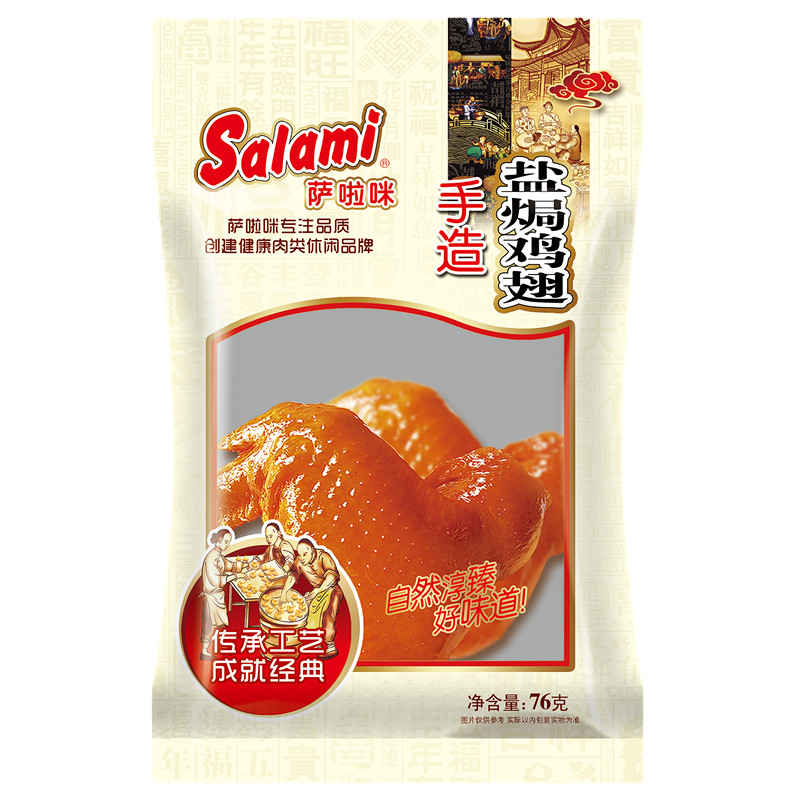 Salami®
萨啦咪
萨啦咪专注品质
创建健康肉类休闲品牌
手造
盐焗鸡翅
自然淳臻
好味道!
传承工艺
成就经典
净含量:76克
图片仅供参考 实际以内包装实物为准